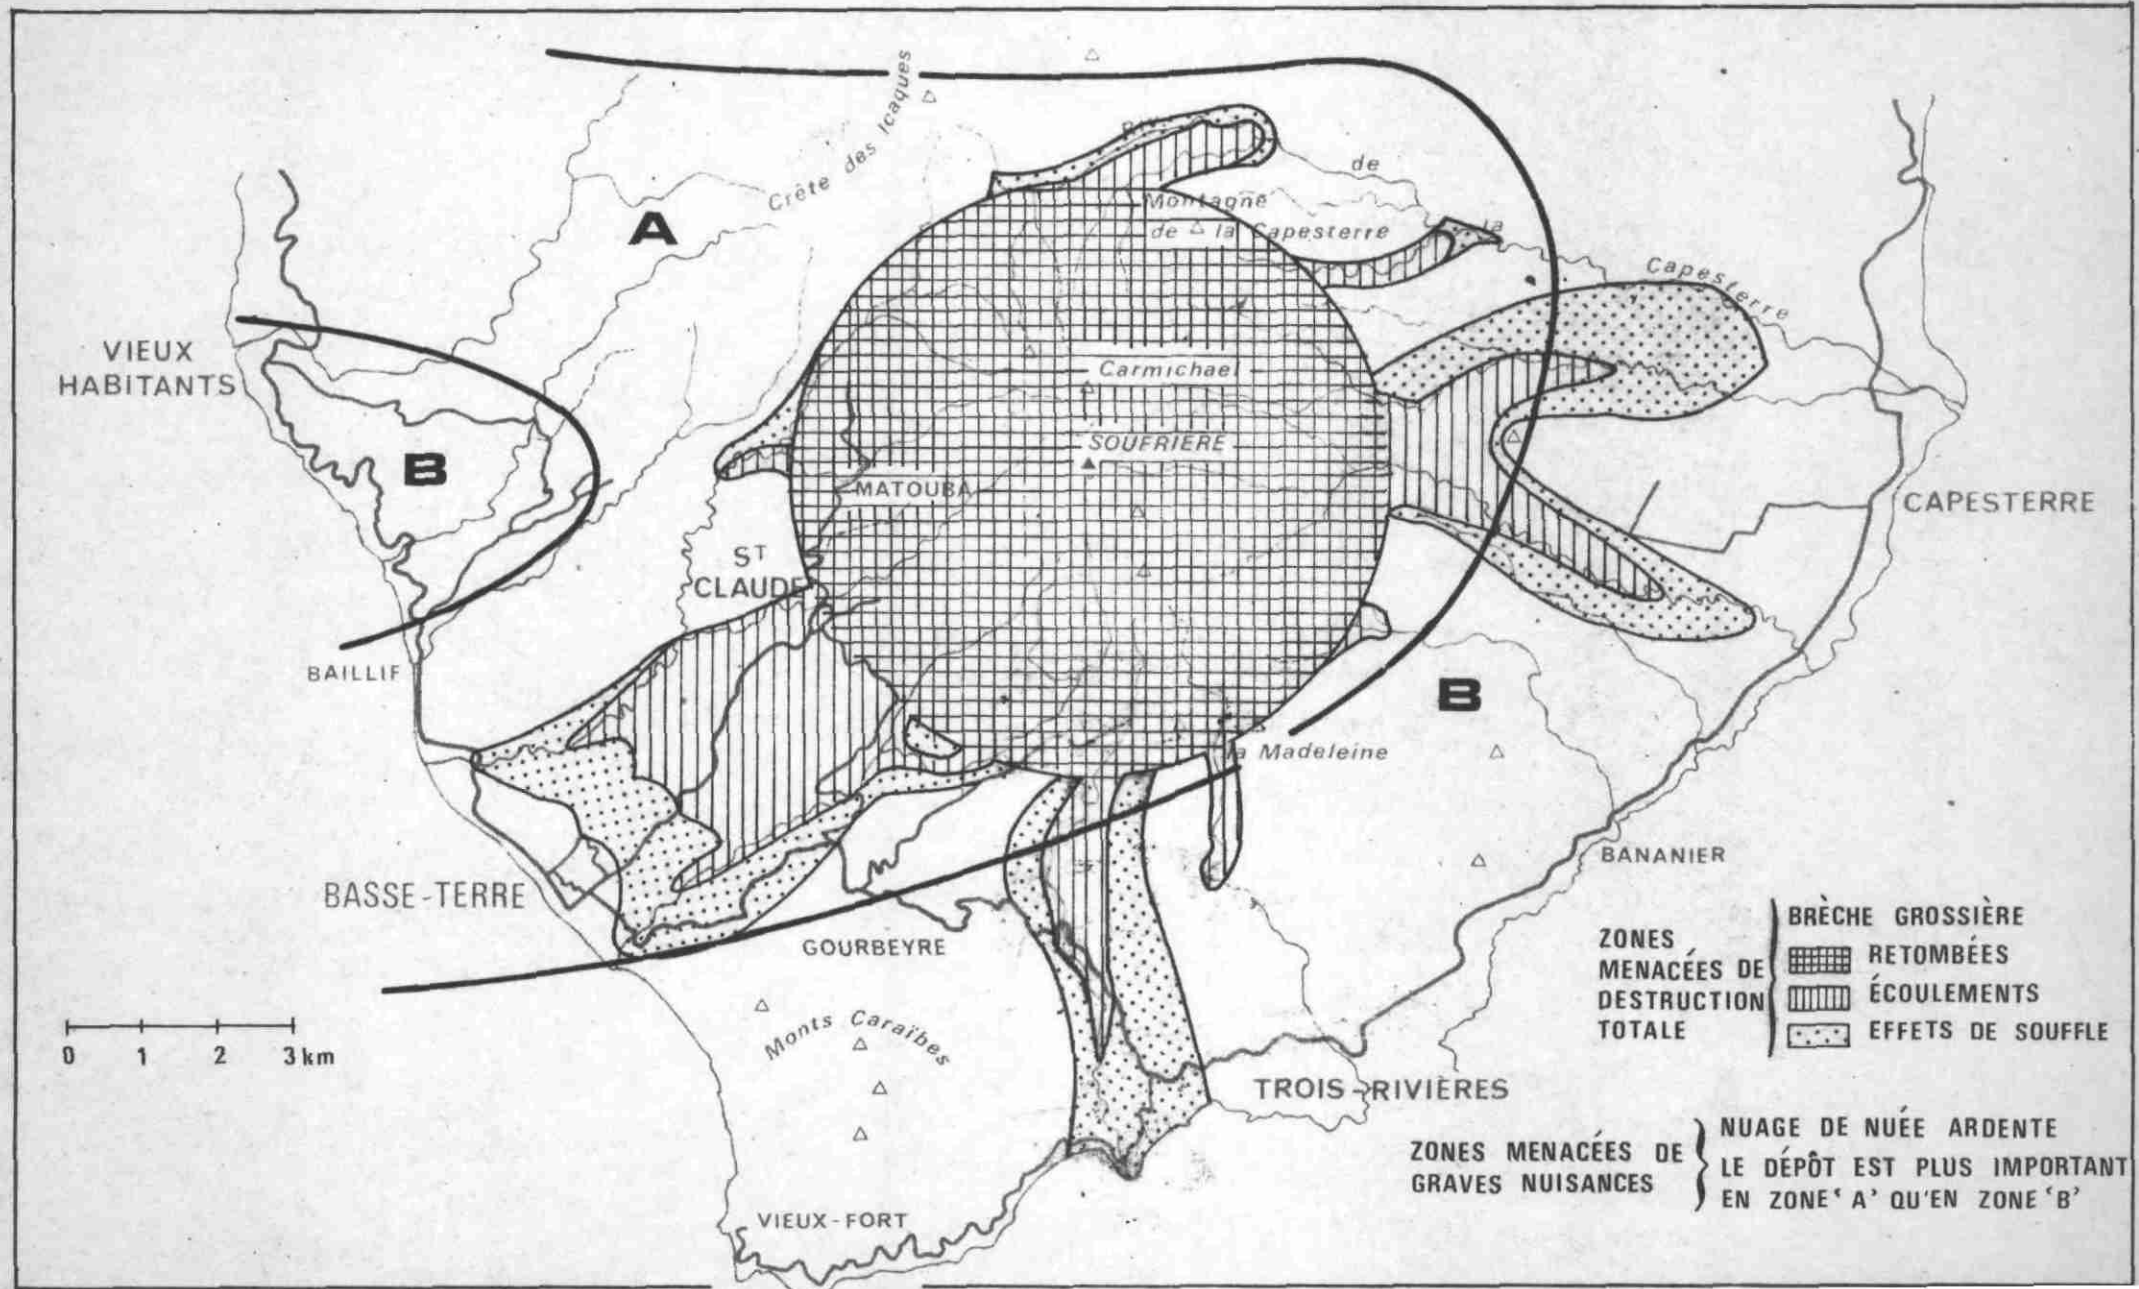 Crête des Icaques
A
de
la
Capesterre
Montagne
de la Capesterre
VIEUX
HABITANTS
B
Carmichael
SOUFRIÈRE
MATOUBA
ST
CLAUDE
CAPESTERRE
BAILLIF
B
la Madeleine
BASSE-TERRE
GOURBEYRE
BANANIER
Monts Caraïbes
0 1 2 3 km
TROIS-RIVIÈRES
VIEUX-FORT
ZONES
MENACÉES DE
DESTRUCTION
TOTALE
BRÈCHE GROSSIÈRE
RETOMBÉES
ÉCOULEMENTS
EFFETS DE SOUFFLE
ZONES MENACÉES DE
GRAVES NUISANCES
NUAGE DE NUÉE ARDENTE
LE DÉPÔT EST PLUS IMPORTANT
EN ZONE ‘A’ QU'EN ZONE ‘B’